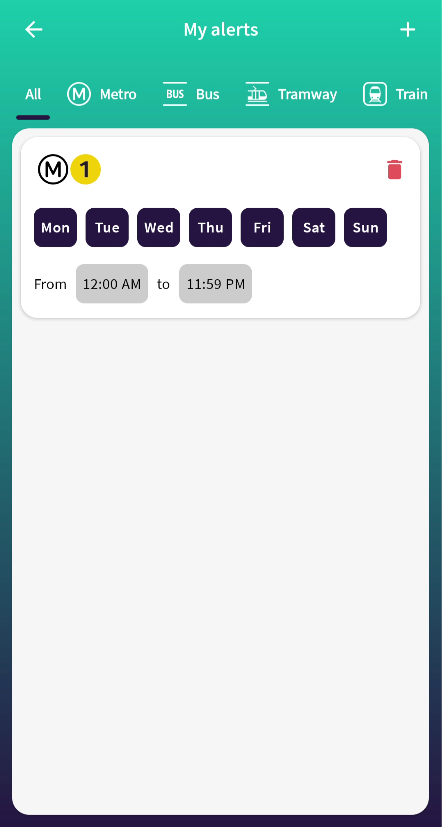 My alerts
All M Metro BUS Bus Tramway Train
M 1
Mon Tue Wed Thu Fri Sat Sun
From 12:00 AM to 11:59 PM